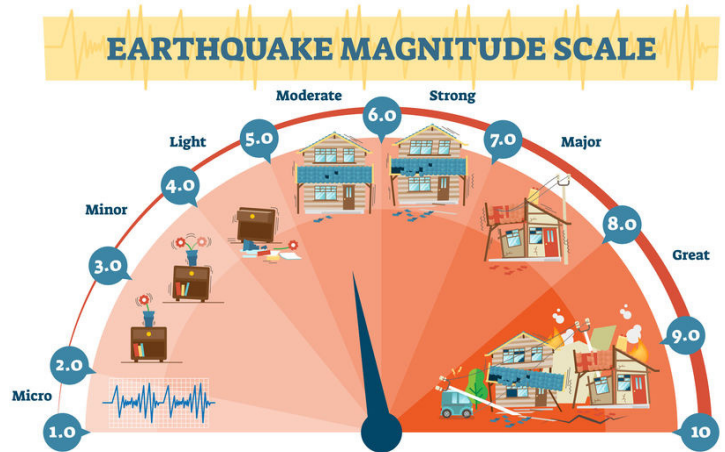 EARTHQUAKE MAGNITUDE SCALE
Micro
Minor
Light
Moderate
Strong
Major
Great
1.0
2.0
3.0
4.0
5.0
6.0
7.0
8.0
9.0
10